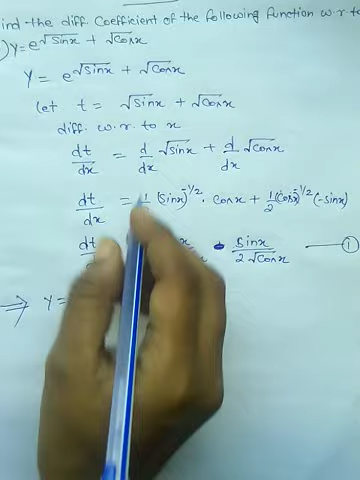 ind the diff Coefficient of the following function w.r.to
) y = e^√sinx + √cosx
y = e^√sinx + √cosx
let t = √sinx + √cosx
diff. w.r. to x
dt/dx = d/dx √sinx + d/dx √cosx
dt/dx = 1/ (sinx)^-1/2 . cosx + 1/2 (cosx)^-1/2 (-sinx)
dt/ - sinx/2√cosx — ①
⇒ y =